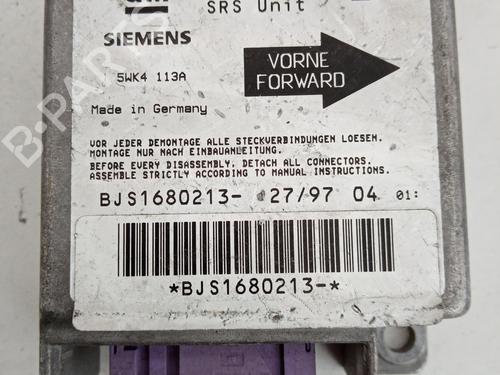 SRS Unit
SIEMENS
VORNE
FORWARD
5WK4 113A
Made in Germany
VOR JEDER DEMONTAGE ALLE STECKVERBINDUNGEN LOESEN.
MONTAGE NUR NACH EINBAUANLEITUNG.
BEFORE EVERY DISASSEMBLY, DETACH ALL CONNECTORS.
ASSEMBLE STRICTLY ACCORDING TO MANUAL INSTRUCTIONS.
BJS1680213- 27/97 04 01:
*BJS1680213-*
B-PARTS